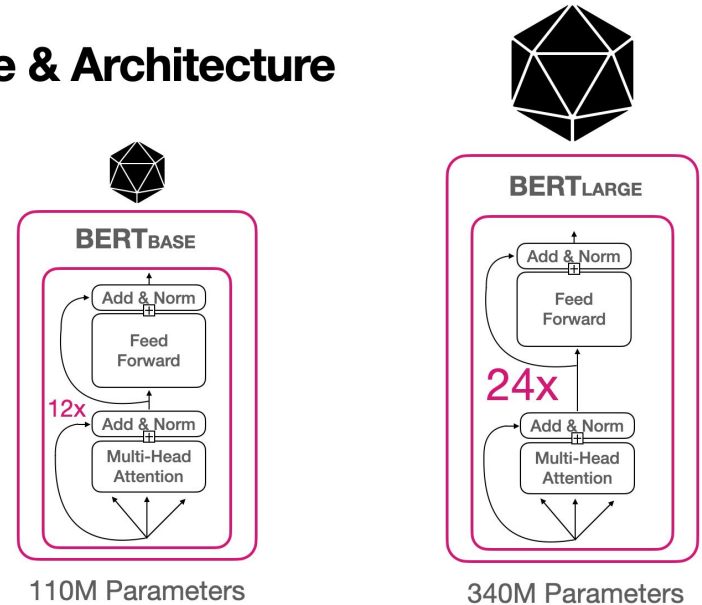 e & Architecture
BERTBASE
Add & Norm
Feed
Forward
12x
Add & Norm
Multi-Head
Attention
110M Parameters
BERTLARGE
Add & Norm
Feed
Forward
24x
Add & Norm
Multi-Head
Attention
340M Parameters